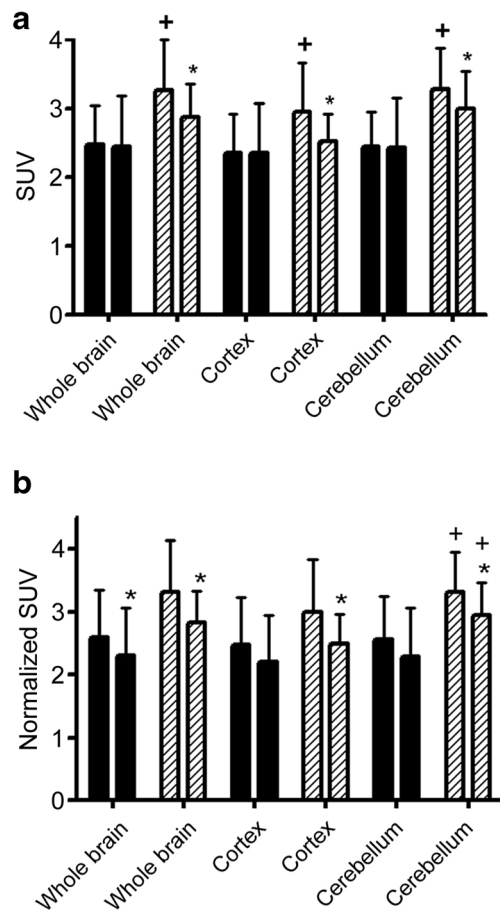 a
+ + +
* * *
4
3
2
1
0
SUV
Whole brain Whole brain Cortex Cortex Cerebellum Cerebellum
b
+ +
* * * *
4
3
2
1
0
Normalized SUV
Whole brain Whole brain Cortex Cortex Cerebellum Cerebellum